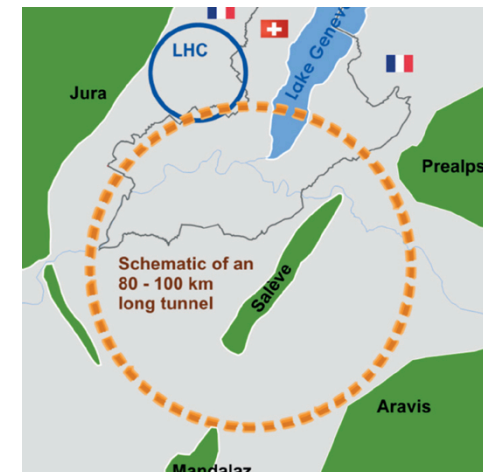 LHC
Lake Geneva
Jura
Prealps
Schematic of an
80 - 100 km
long tunnel
Salève
Aravis
Mandalaz